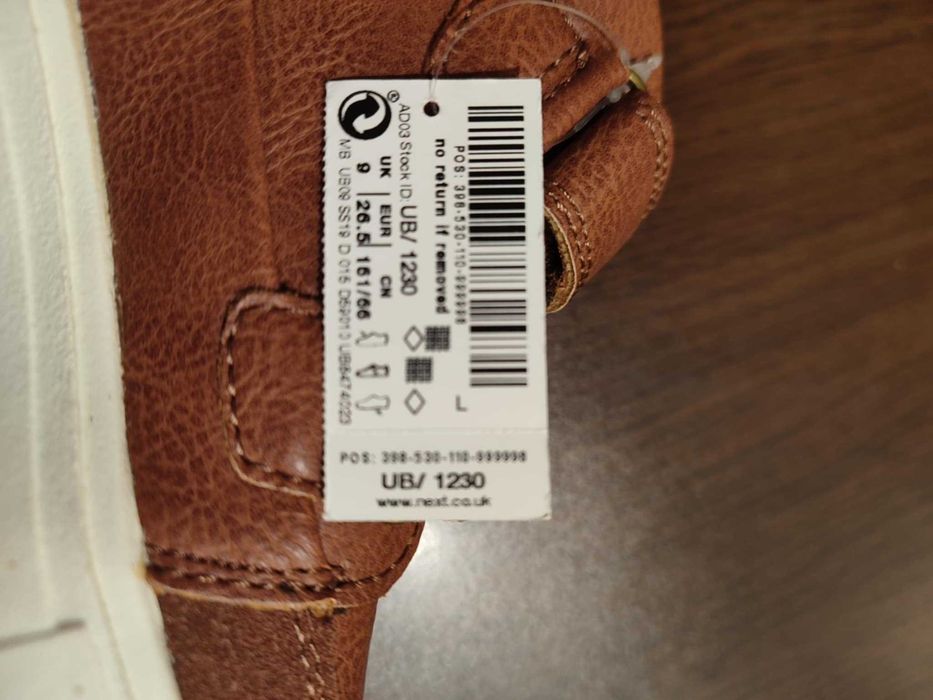 AD03 Stock ID: UB/ 1230
UK | EUR | CN
9 | 26.5 | 161/66
no return if removed
POS: 398-530-110-999998
L
POS: 398-530-110-999998
UB/ 1230
www.next.co.uk